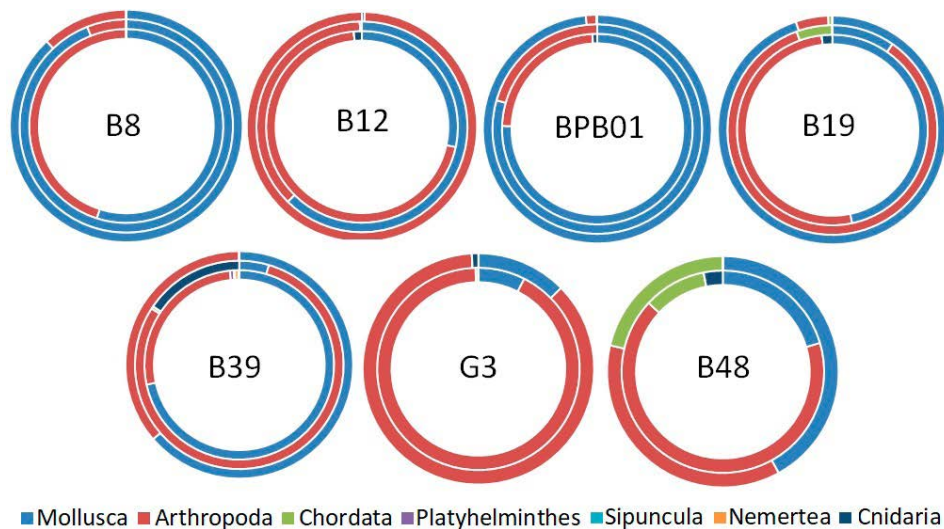 B8 B12 BPB01 B19
B39 G3 B48
Mollusca Arthropoda Chordata Platyhelminthes Sipuncula Nemertea Cnidaria